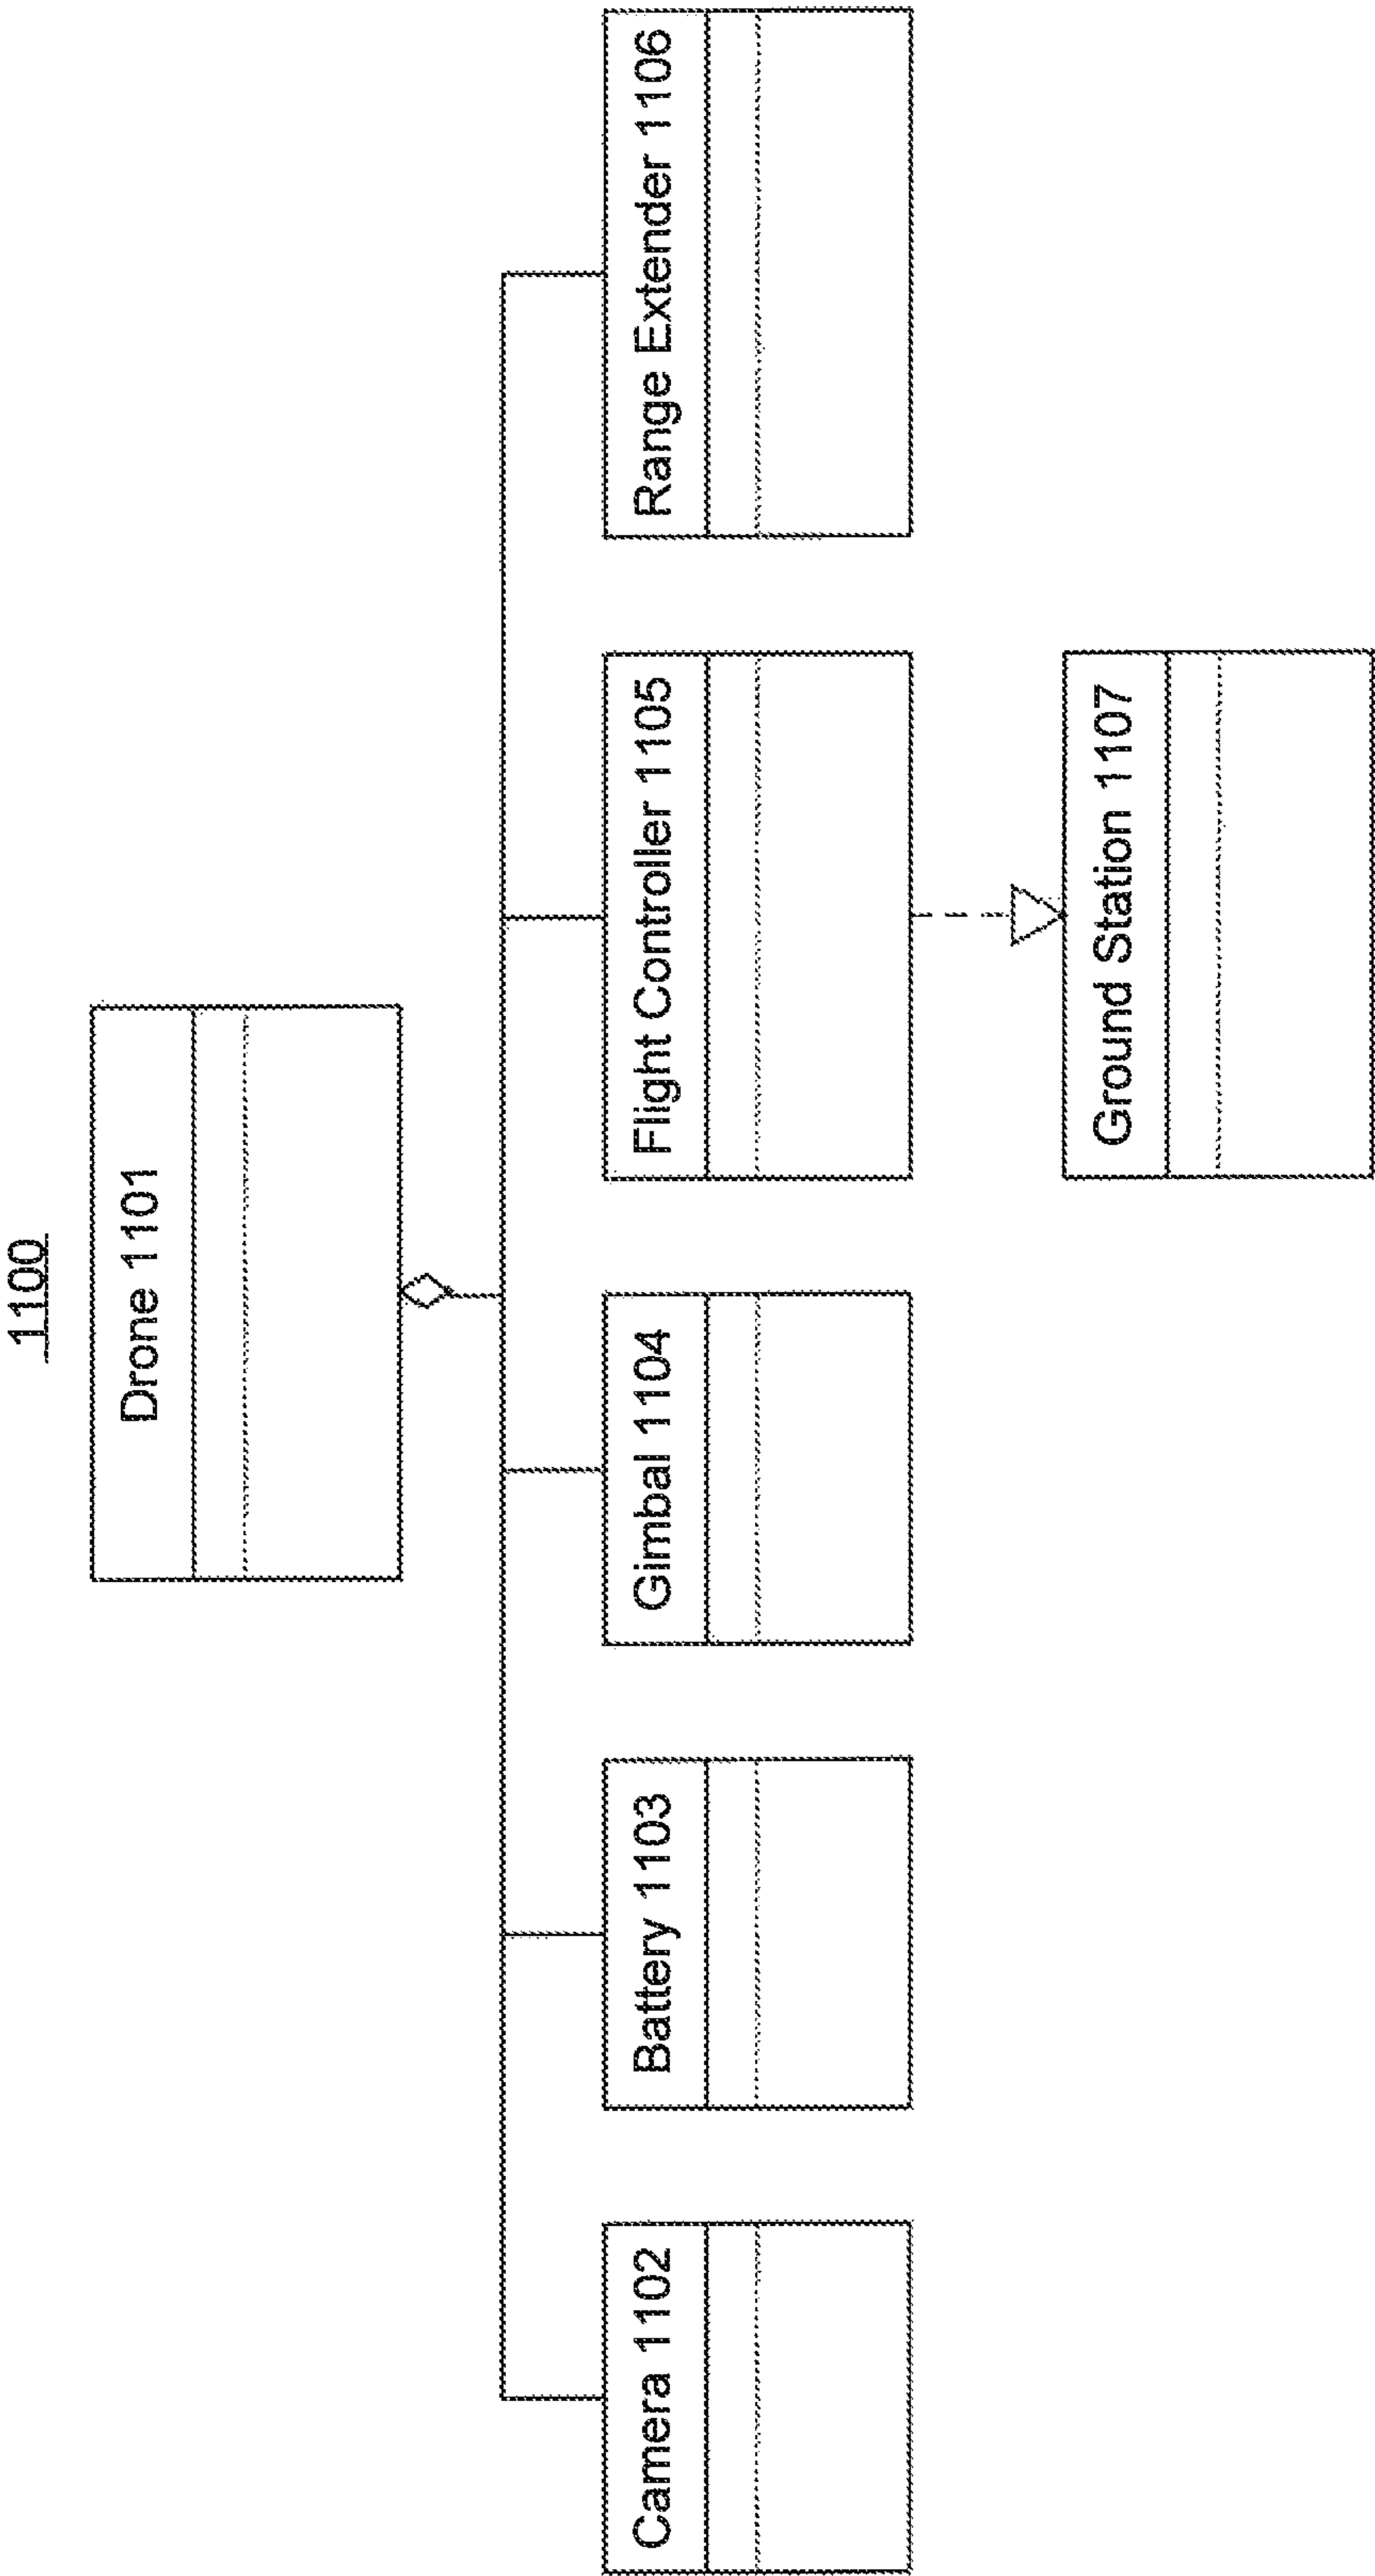 1100
Drone 1101
Camera 1102
Battery 1103
Gimbal 1104
Flight Controller 1105
Range Extender 1106
Ground Station 1107